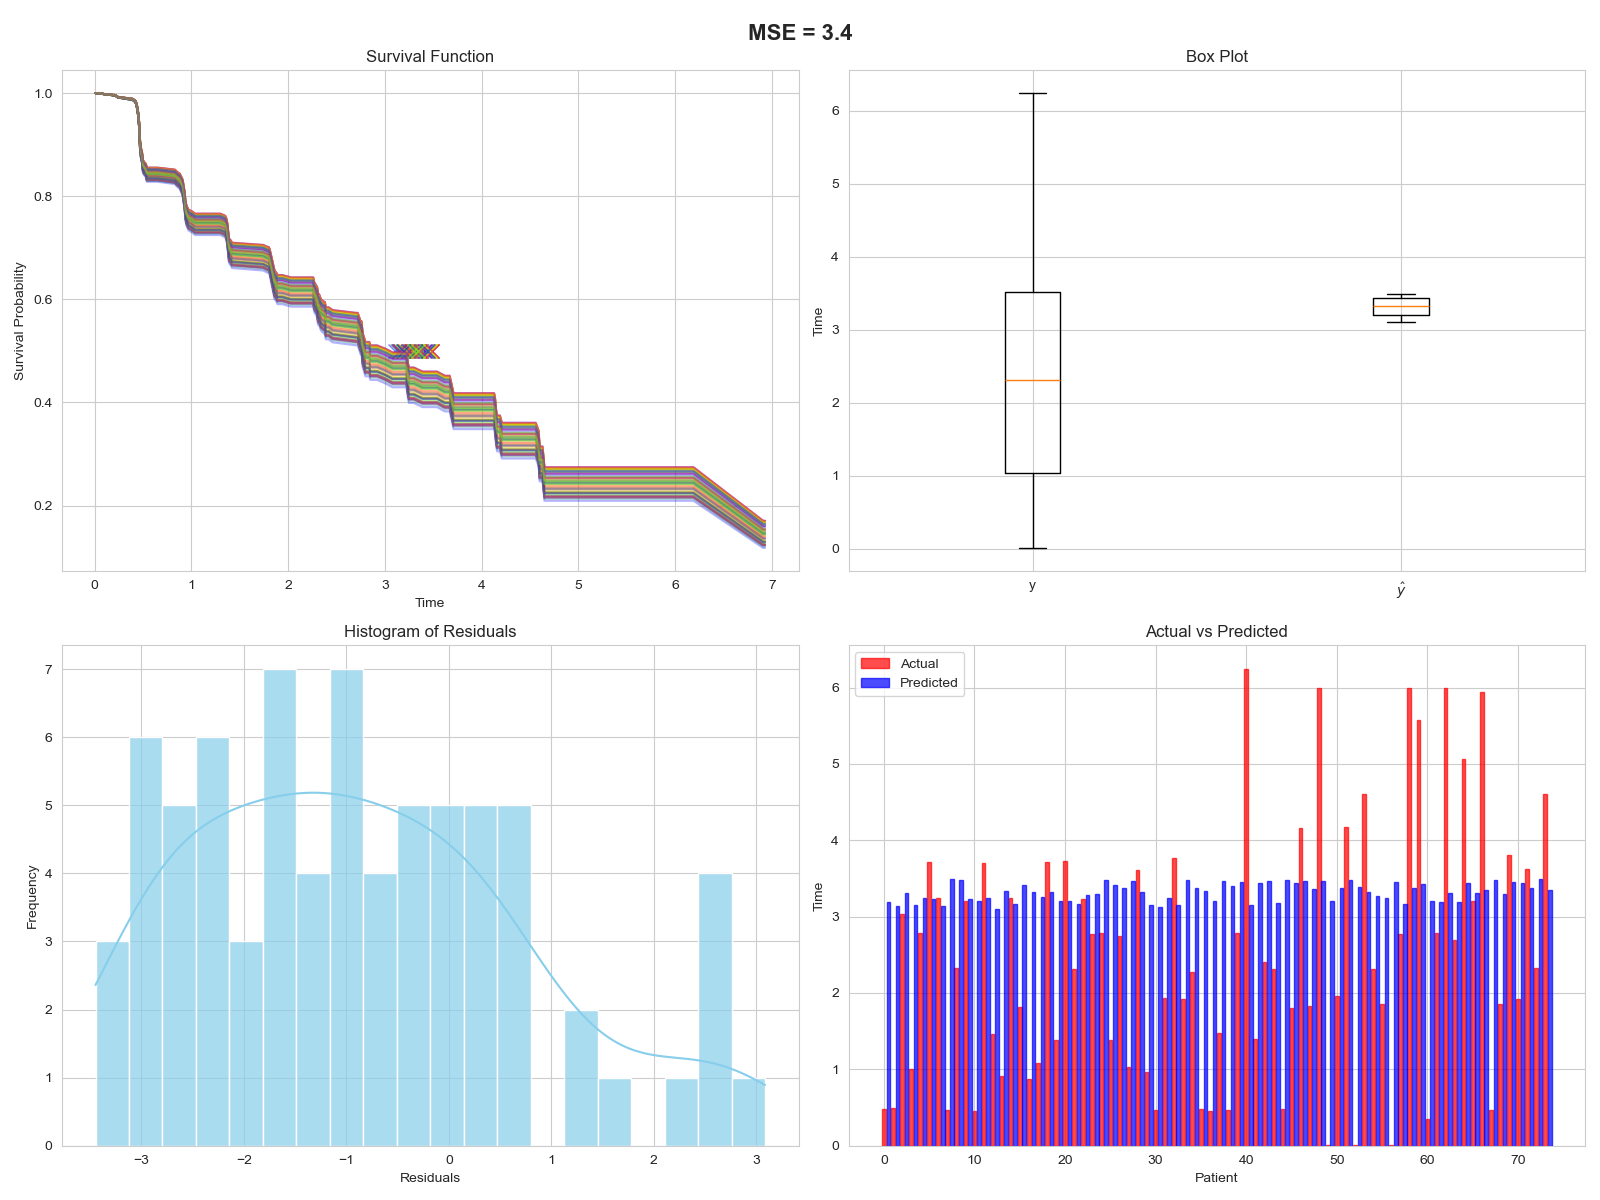 MSE = 3.4
Survival Function
Survival Probability
1.0
0.8
0.6
0.4
0.2
0 1 2 3 4 5 6 7
Time
Box Plot
Time
6
5
4
3
2
1
0
y ŷ
Histogram of Residuals
Frequency
7
6
5
4
3
2
1
0
−3 −2 −1 0 1 2 3
Residuals
Actual vs Predicted
Actual
Predicted
Time
6
5
4
3
2
1
0
0 10 20 30 40 50 60 70
Patient